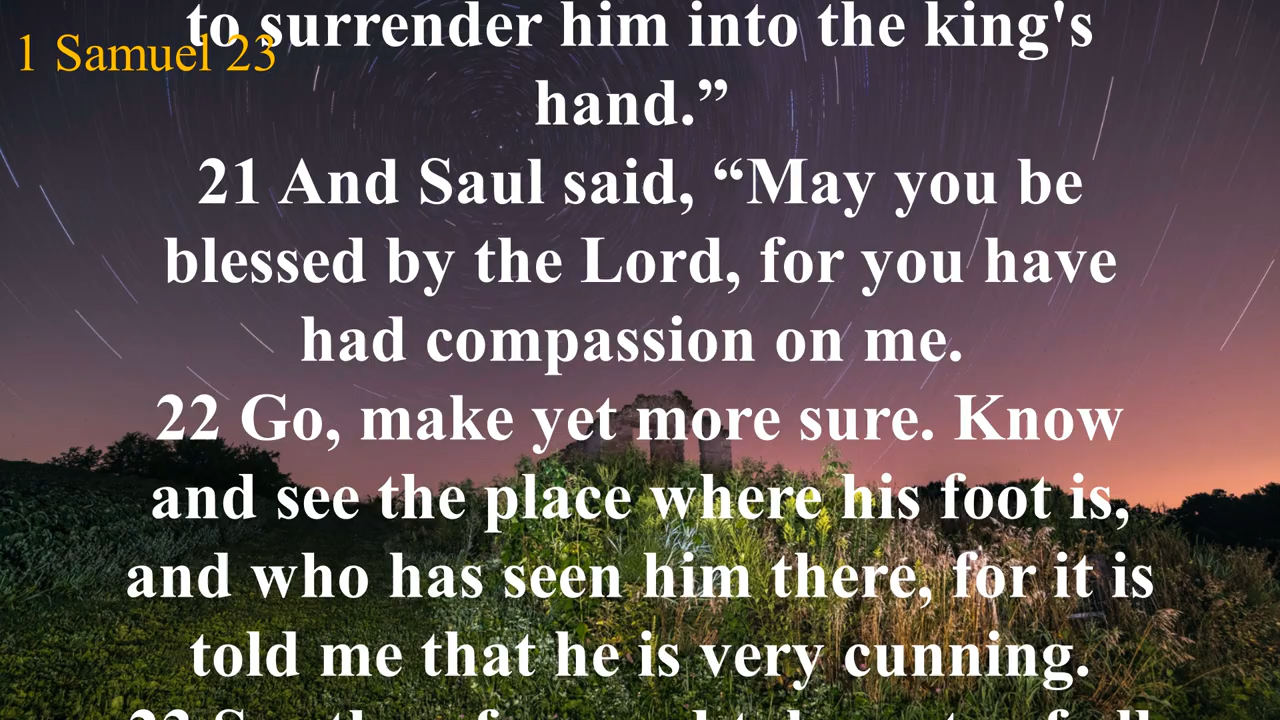 1 Samuel 23
to surrender him into the king's
hand.”
21 And Saul said, “May you be
blessed by the Lord, for you have
had compassion on me.
22 Go, make yet more sure. Know
and see the place where his foot is,
and who has seen him there, for it is
told me that he is very cunning.